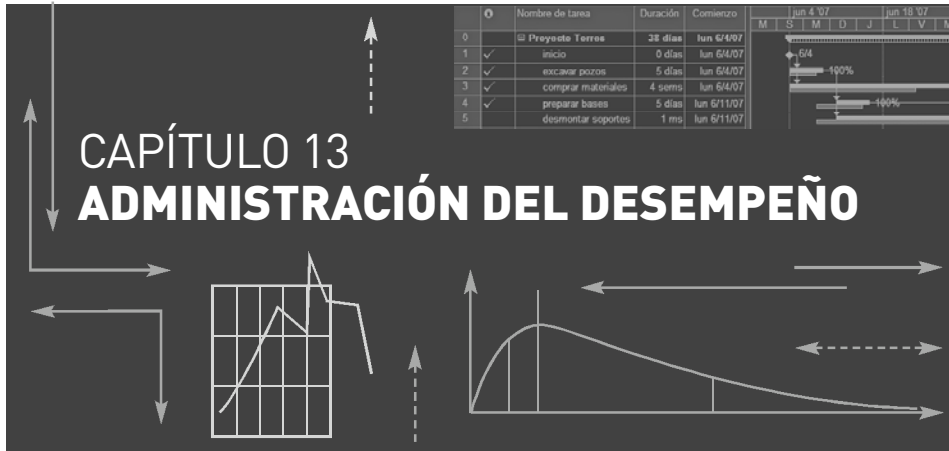 Nombre de tarea Duración Comienzo jun 4 '07 jun 18 '07
M S M D J L V M
0 Proyecto Torres 38 días lun 6/4/07
1 inicio 0 días lun 6/4/07 6/4
2 excavar pozos 5 días lun 6/4/07 100%
3 comprar materiales 4 sems lun 6/4/07
4 preparar bases 5 días lun 6/11/07 100%
5 desmontar soportes 1 ms lun 6/11/07
CAPÍTULO 13
ADMINISTRACIÓN DEL DESEMPEÑO